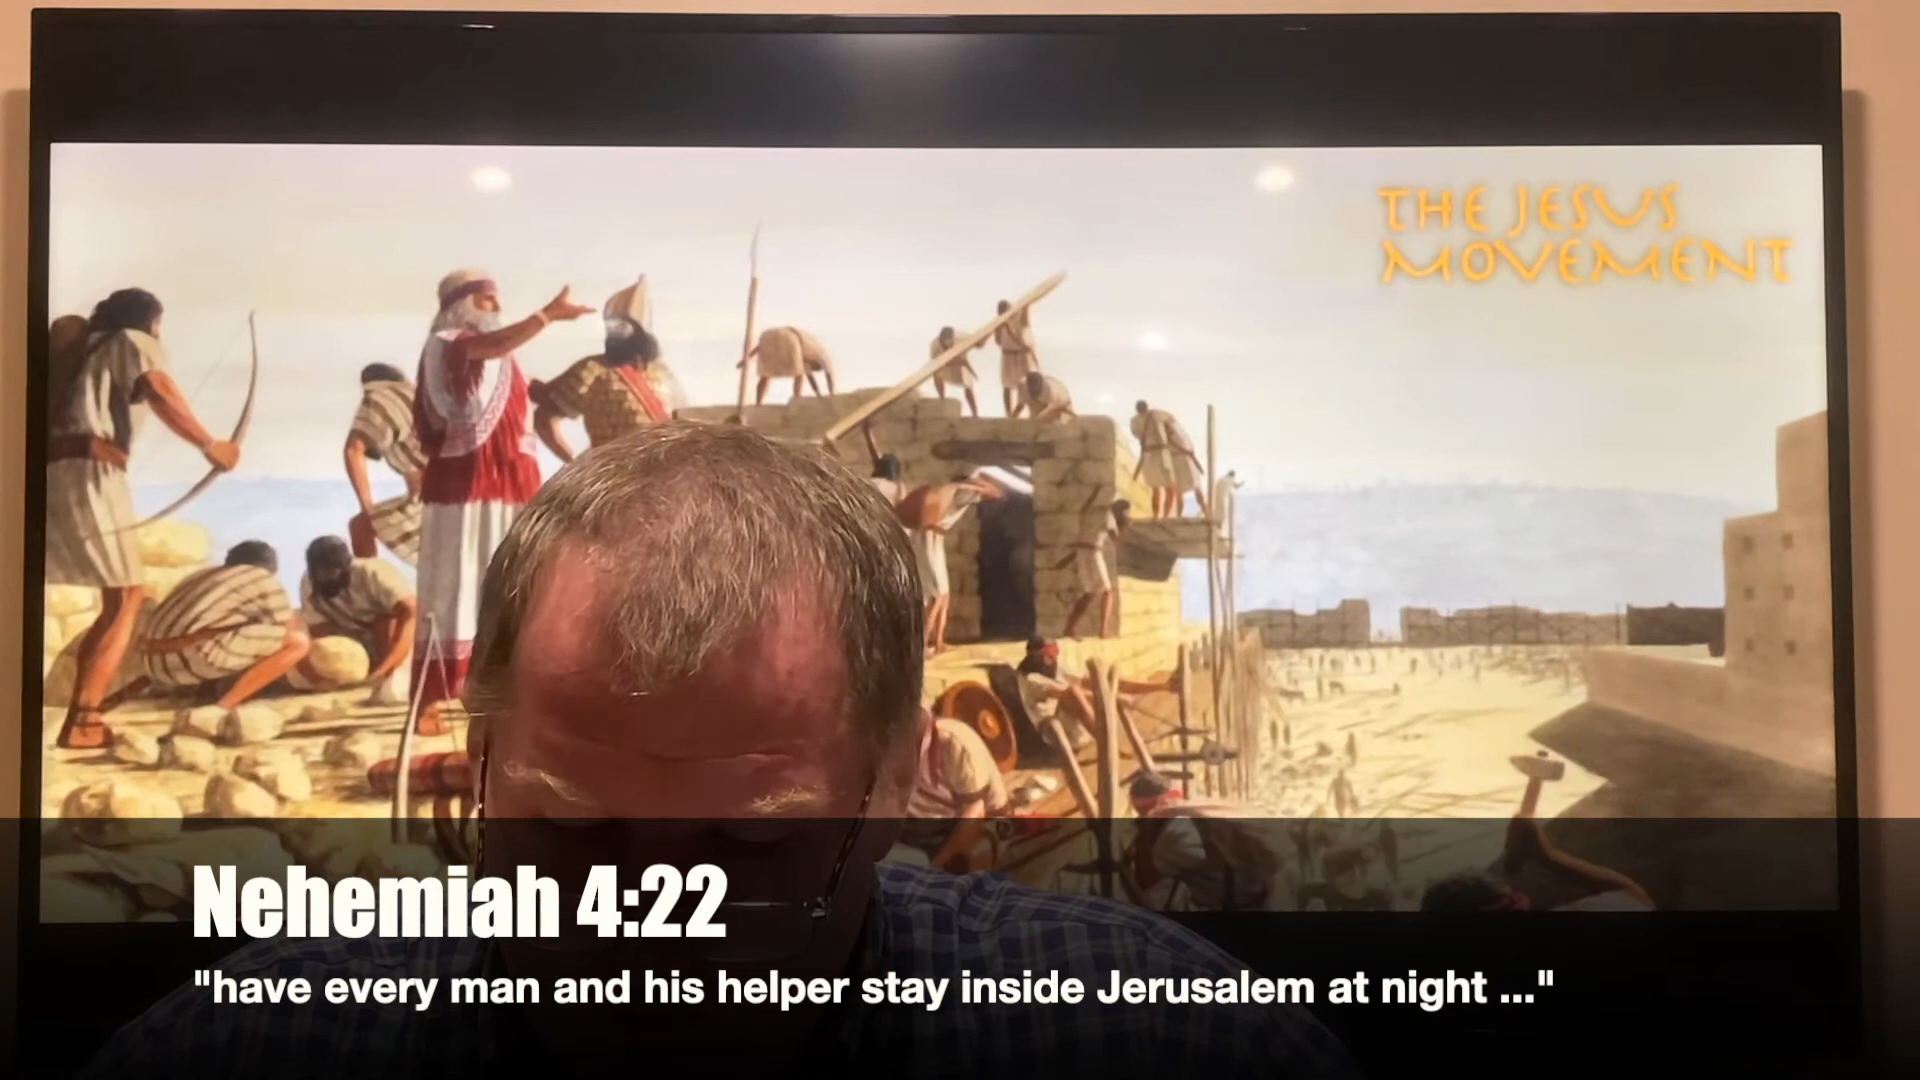 THE JESUS
MOVEMENT
Nehemiah 4:22
"have every man and his helper stay inside Jerusalem at night ..."